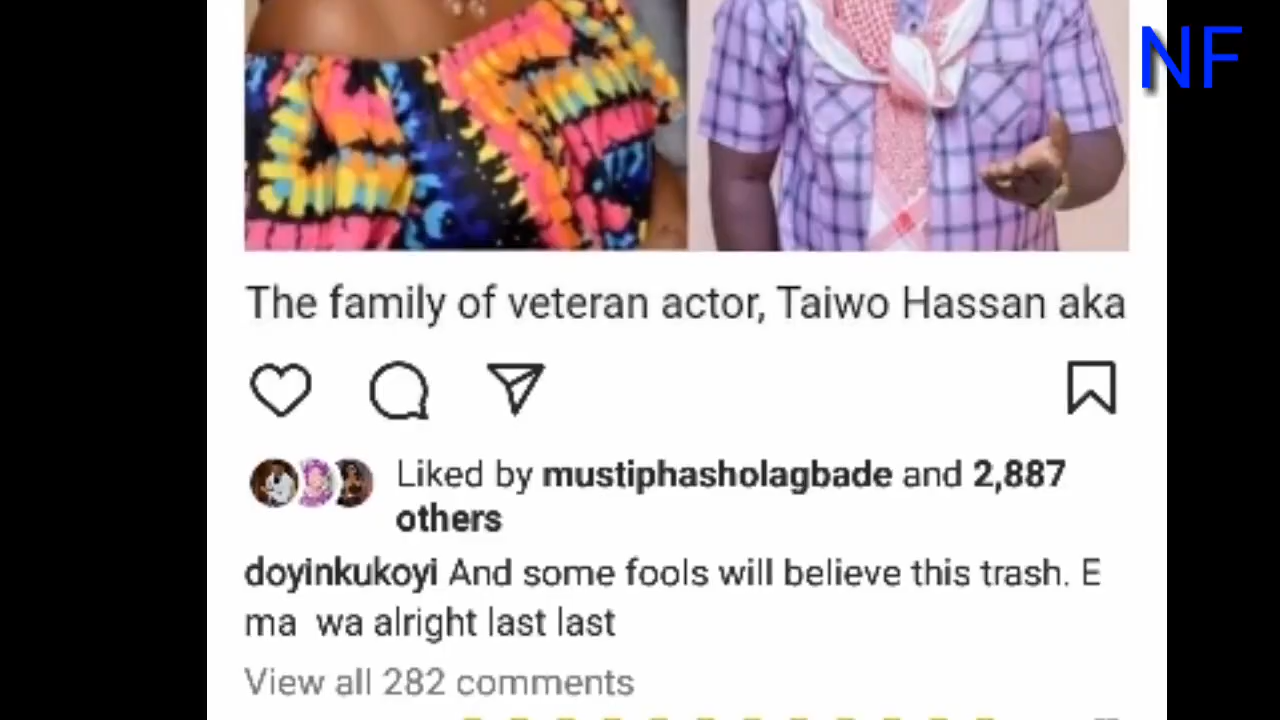 NF
The family of veteran actor, Taiwo Hassan aka
Liked by mustiphasholagbade and 2,887
others
doyinkukoyi And some fools will believe this trash. E
ma wa alright last last
View all 282 comments